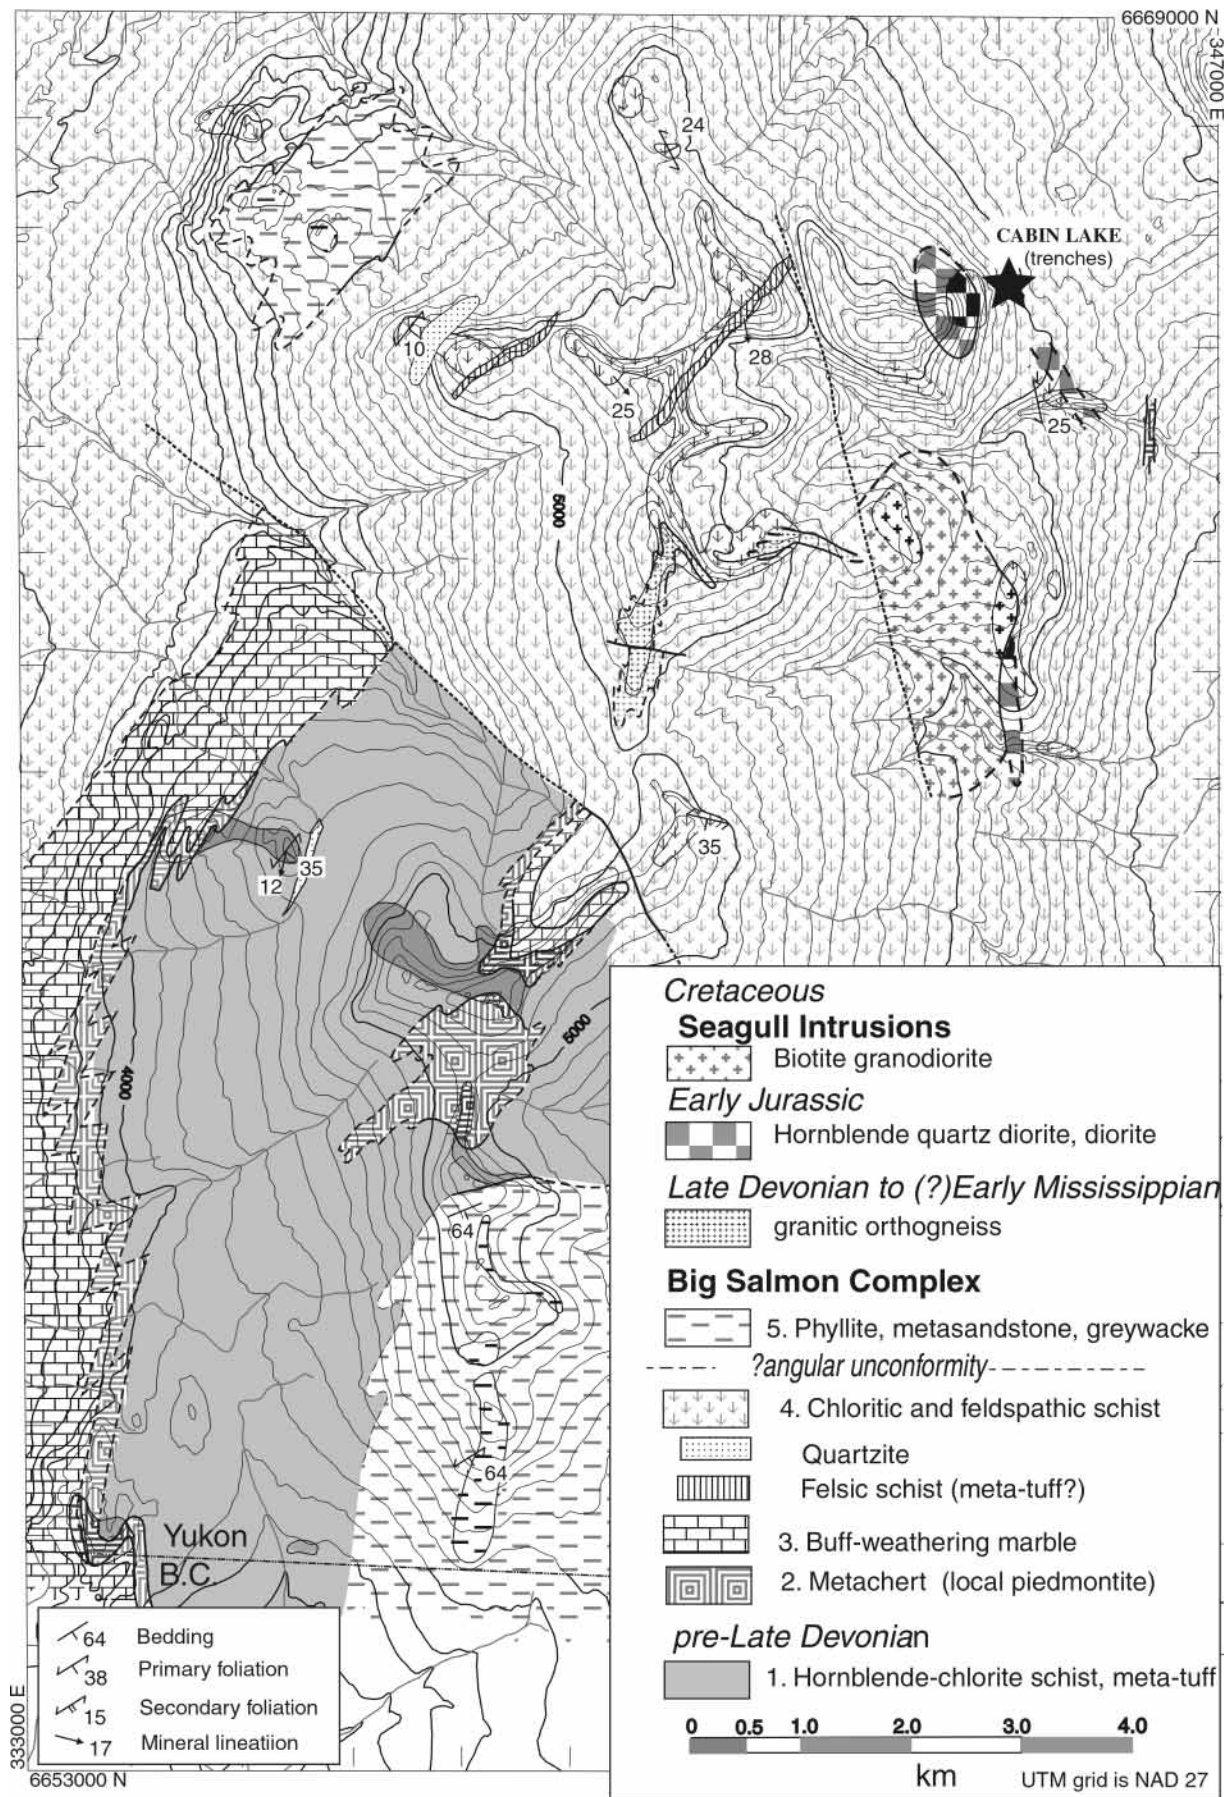 6669000 N
347000 E
24
CABIN LAKE
(trenches)
10
28
25
25
5000
35
35
12
5000
4000
64
64
Yukon
B.C.
Cretaceous
Seagull Intrusions
Biotite granodiorite
Early Jurassic
Hornblende quartz diorite, diorite
Late Devonian to (?)Early Mississippian
granitic orthogneiss
Big Salmon Complex
5. Phyllite, metasandstone, greywacke
?angular unconformity
4. Chloritic and feldspathic schist
Quartzite
Felsic schist (meta-tuff?)
3. Buff-weathering marble
2. Metachert (local piedmontite)
pre-Late Devonian
1. Hornblende-chlorite schist, meta-tuff
0 0.5 1.0 2.0 3.0 4.0
km
UTM grid is NAD 27
64 Bedding
38 Primary foliation
15 Secondary foliation
17 Mineral lineatiion
333000 E
6653000 N